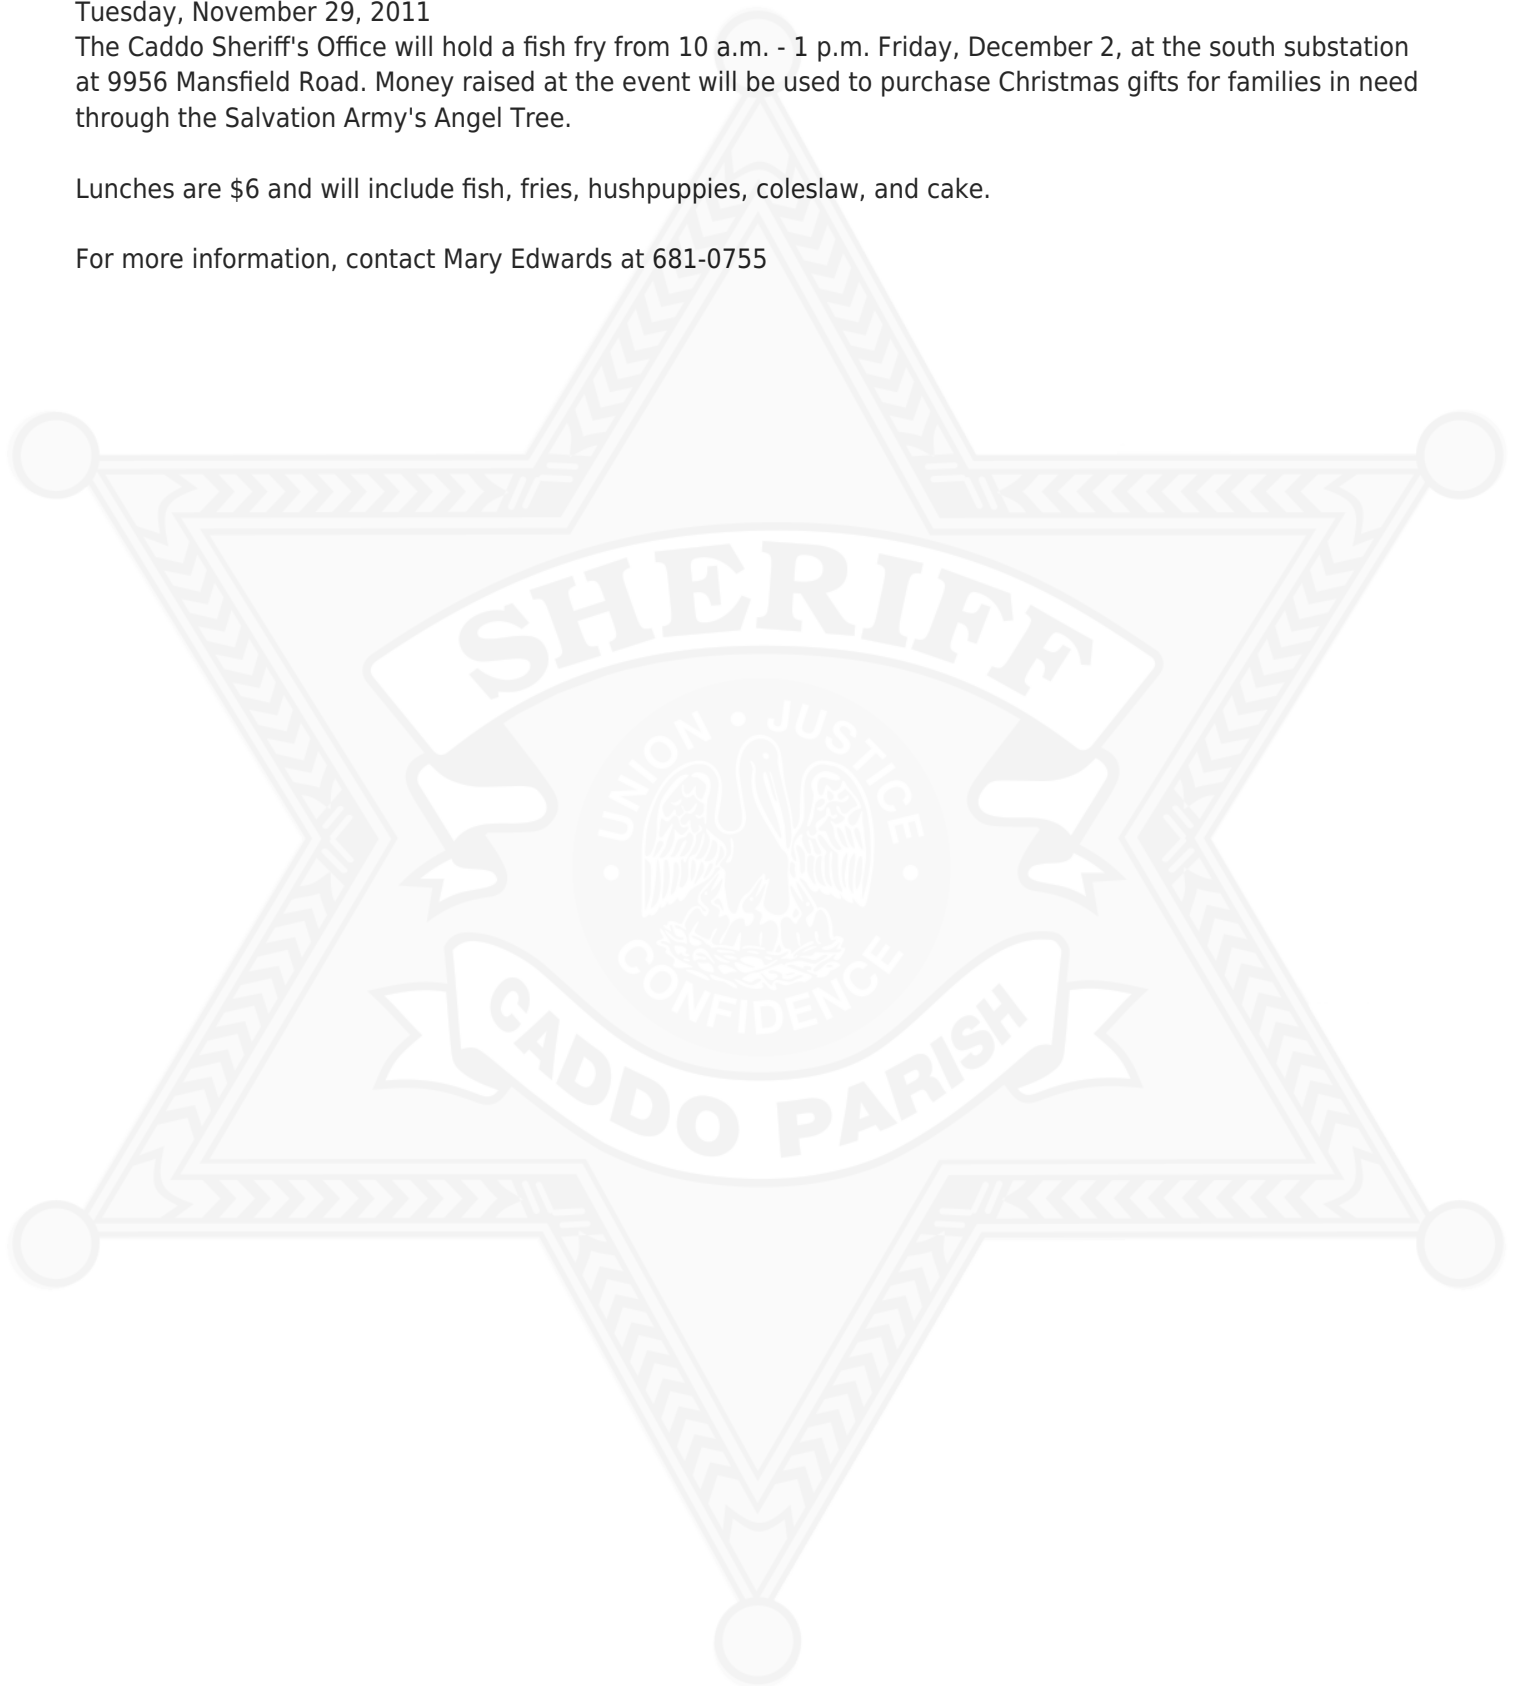 Tuesday, November 29, 2011
The Caddo Sheriff's Office will hold a fish fry from 10 a.m. - 1 p.m. Friday, December 2, at the south substation
at 9956 Mansfield Road. Money raised at the event will be used to purchase Christmas gifts for families in need
through the Salvation Army's Angel Tree.
Lunches are $6 and will include fish, fries, hushpuppies, coleslaw, and cake.
For more information, contact Mary Edwards at 681-0755
SHERIFF
UNION • JUSTICE
• CONFIDENCE •
CADDO PARISH